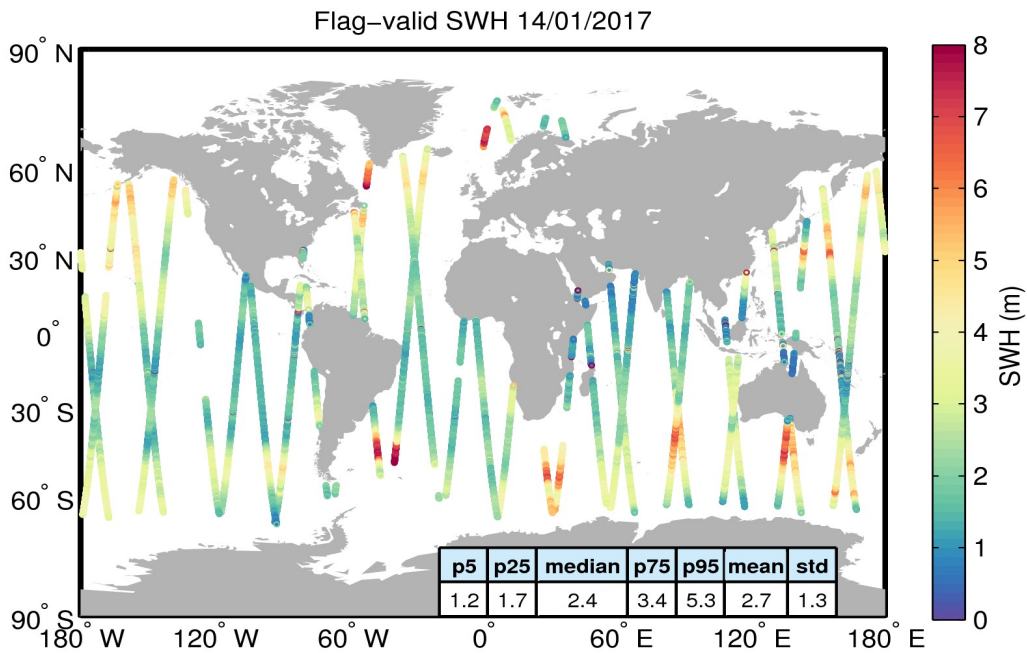 Flag−valid SWH 14/01/2017
90° N
60° N
30° N
0°
30° S
60° S
90° S
180° W
120° W
60° W
0°
60° E
120° E
180° E
p5 p25 median p75 p95 mean std
1.2 1.7 2.4 3.4 5.3 2.7 1.3
8
7
6
5
4
3
2
1
0
SWH (m)